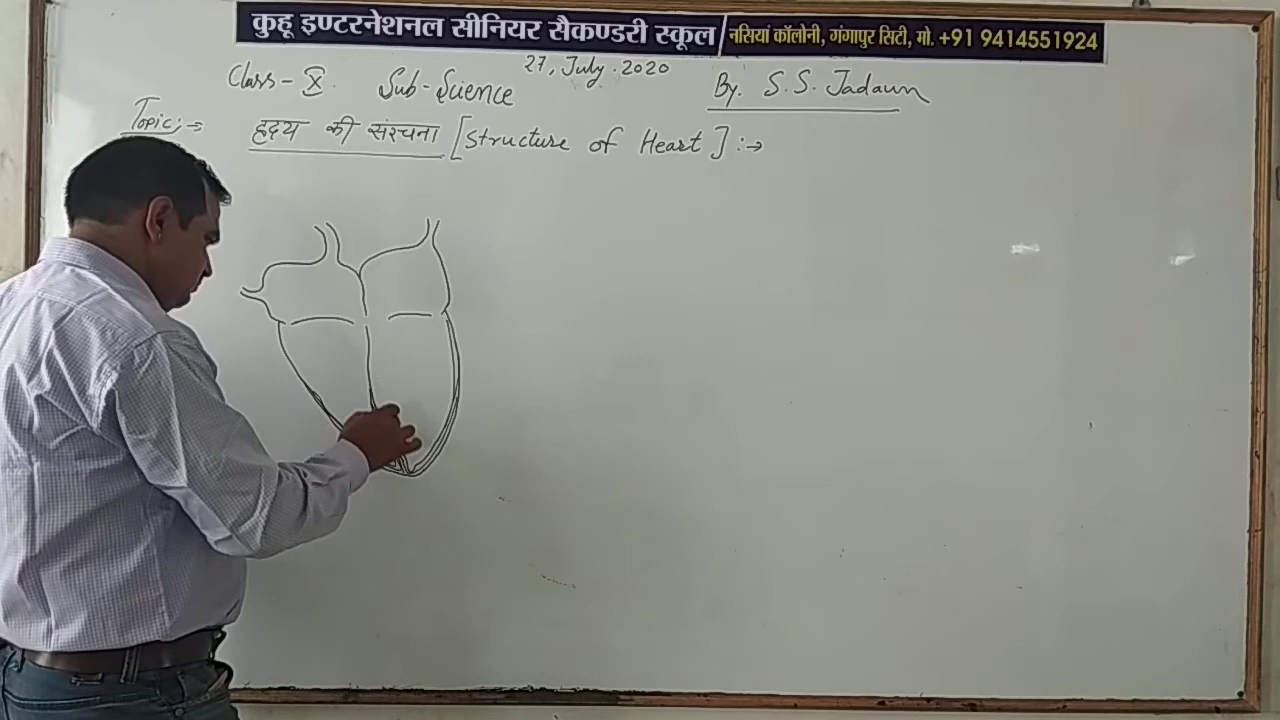 कुहू इण्टरनेशनल सीनियर सैकण्डरी स्कूल नसियां कॉलोनी, गंगापुर सिटी, मो. +91 9414551924
Class - X. Sub - Science 27, July. 2020 By. S. S. Jadaun
Topic ;→ हृदय की संरचना [Structure of Heart] :→